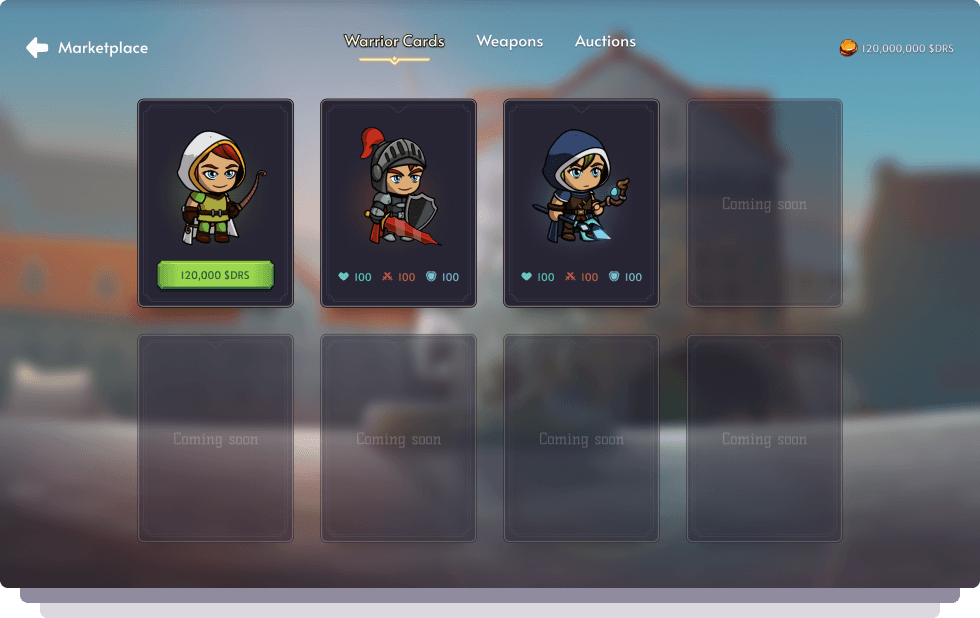 Marketplace
Warrior Cards
Weapons
Auctions
120,000,000 $DRS
120,000 $DRS
100 100 100
100 100 100
Coming soon
Coming soon
Coming soon
Coming soon
Coming soon